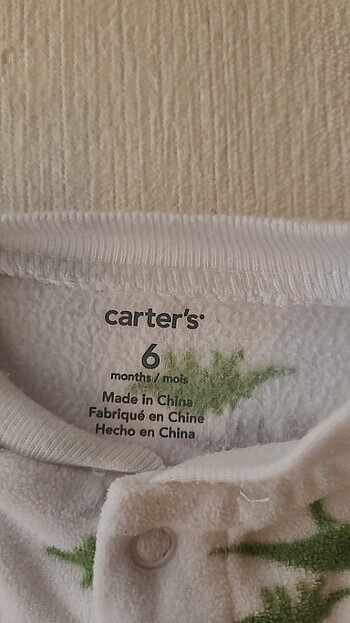 carter's
6
months / mois
Made in China
Fabriqué en Chine
Hecho en China